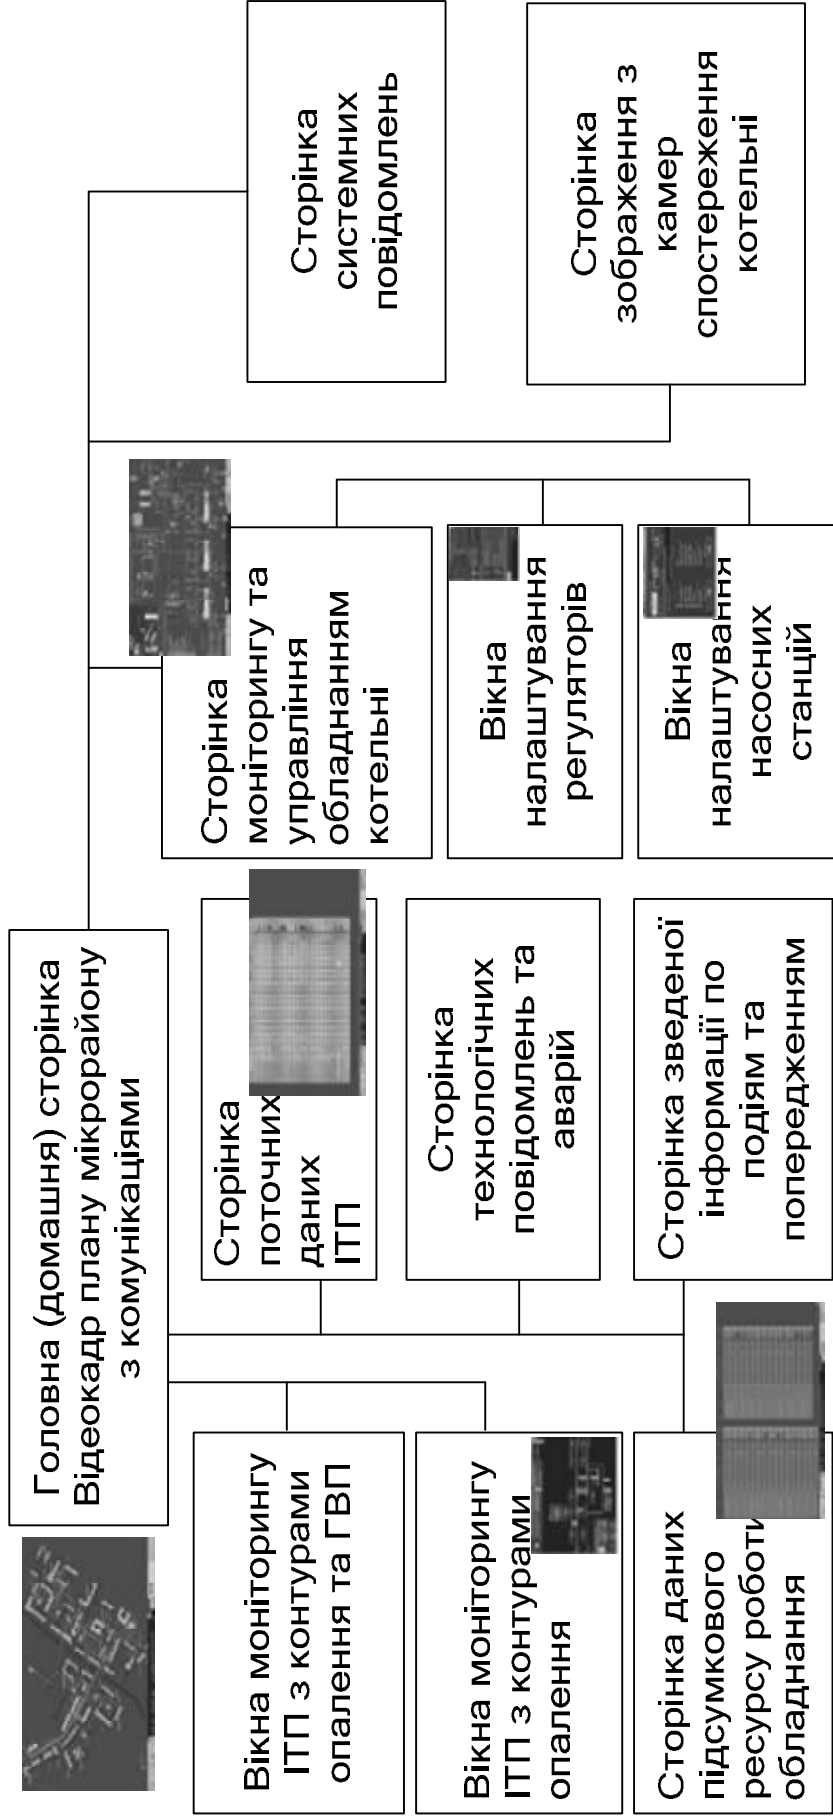 Головна (домашня) сторінка
Відеокадр плану мікрорайону
з комунікаціями
Вікна моніторингу
ІТП з контурами
опалення та ГВП
Вікна моніторингу
ІТП з контурами
опалення
Сторінка даних
підсумкового
ресурсу роботи
обладнання
Сторінка
поточних
даних
ІТП
Сторінка
технологічних
повідомлень та
аварій
Сторінка зведеної
інформації по
подіям та
попередженням
Сторінка
моніторингу та
управління
обладнанням
котельні
Вікна
налаштування
регуляторів
Вікна
налаштування
насосних
станцій
Сторінка
системних
повідомлень
Сторінка
зображення з
камер
спостереження
котельні